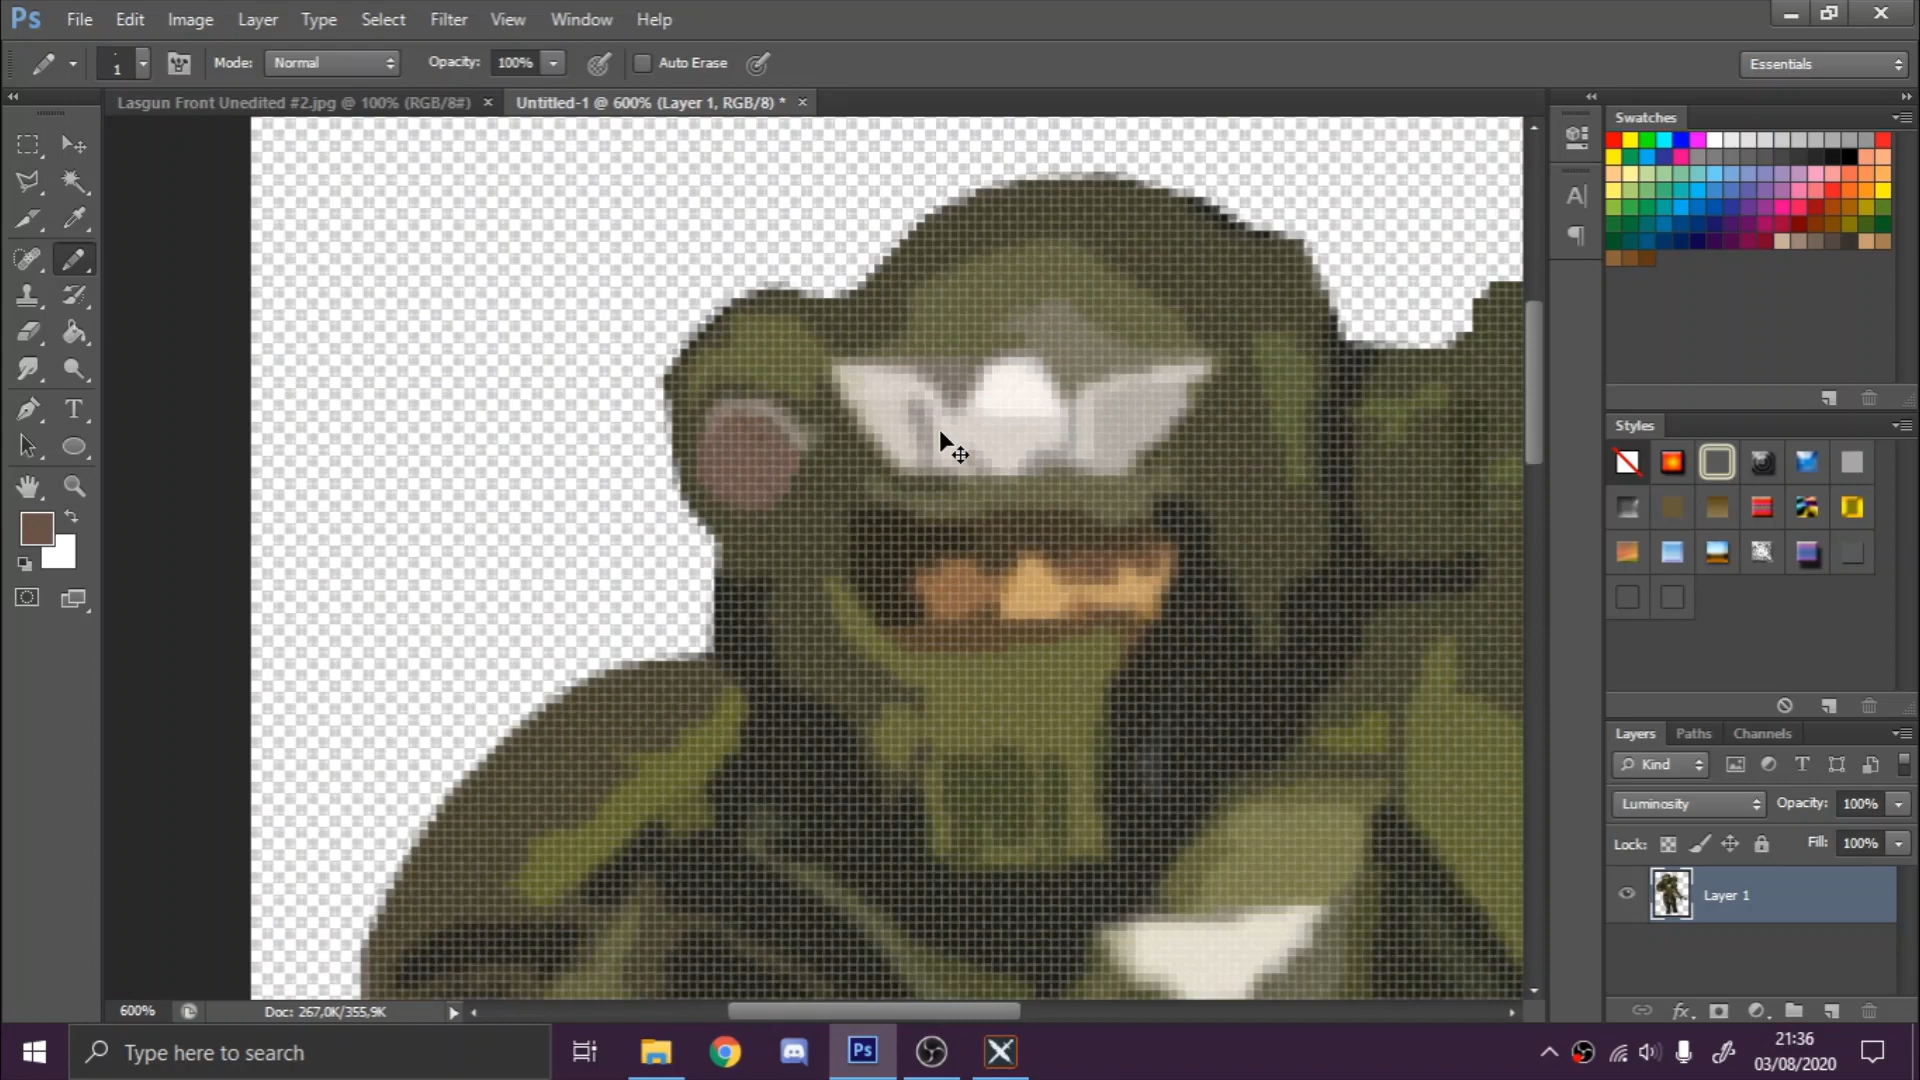 Ps File Edit Image Layer Type Select Filter View Window Help
1 Mode: Normal Opacity: 100% Auto Erase Essentials
Lasgun Front Unedited #2.jpg @ 100% (RGB/8#) × Untitled-1 @ 600% (Layer 1, RGB/8) * ×
Swatches
Styles
Layers Paths Channels
Kind
Luminosity Opacity: 100%
Lock: Fill: 100%
Layer 1
600% Doc: 267,0K/355,9K
Type here to search
Ps
21:36
03/08/2020